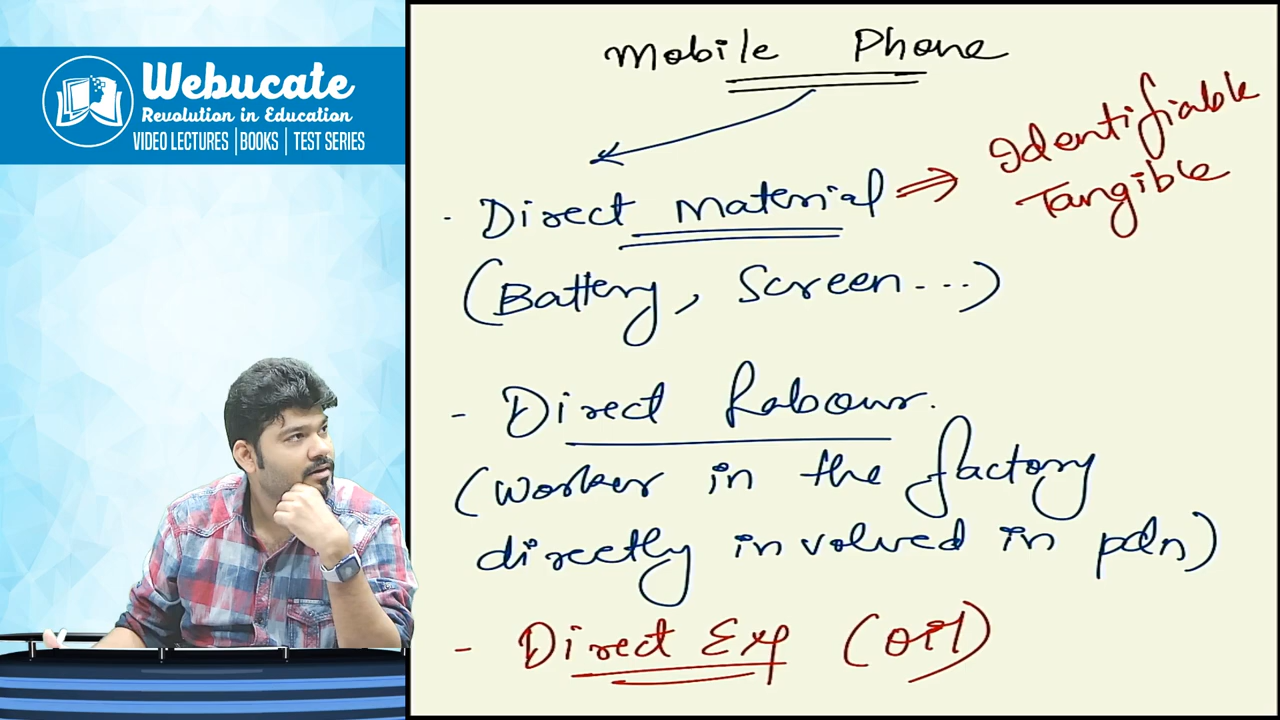 Webucate
Revolution in Education
VIDEO LECTURES | BOOKS | TEST SERIES
Mobile Phone
- Direct Material ⇒ Identifiable
Tangible
(Battery, Screen...)
- Direct Labour.
(worker in the factory
directly involved in pdn)
- Direct Exp (oil)